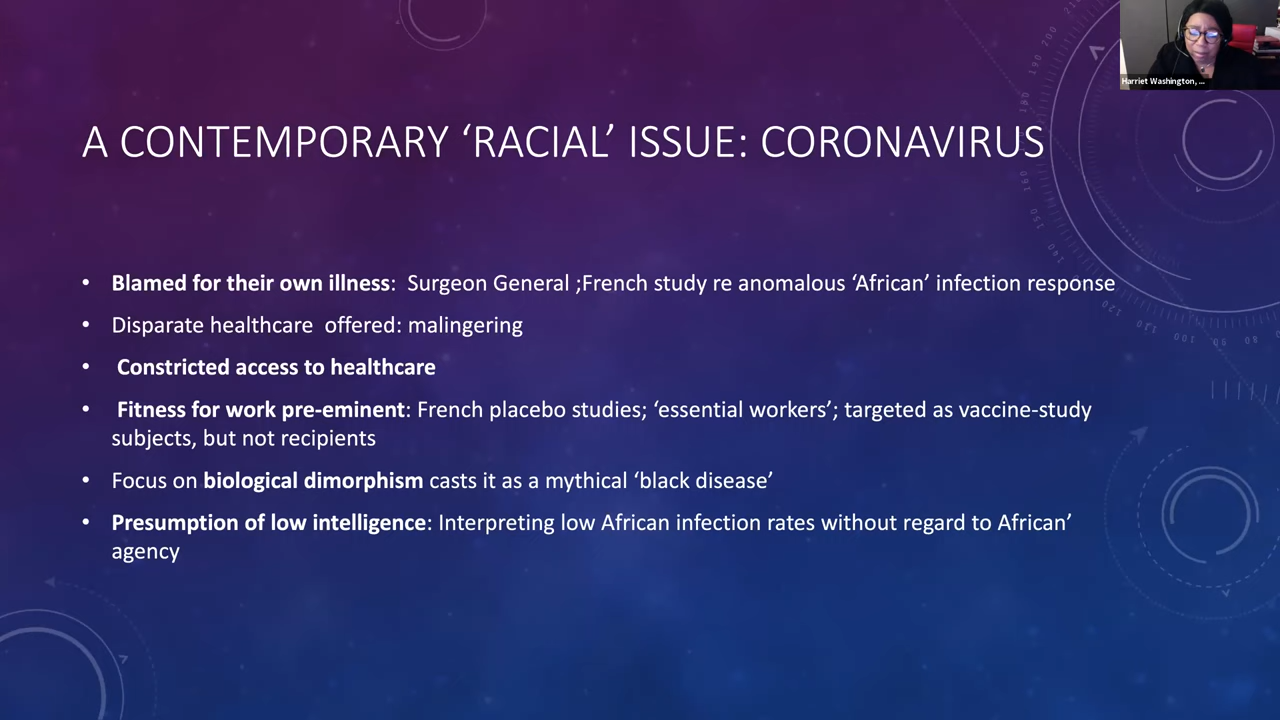 Harriet Washington, ...
A CONTEMPORARY ‘RACIAL’ ISSUE: CORONAVIRUS
• Blamed for their own illness: Surgeon General ;French study re anomalous ‘African’ infection response
• Disparate healthcare offered: malingering
• Constricted access to healthcare
• Fitness for work pre-eminent: French placebo studies; ‘essential workers’; targeted as vaccine-study
subjects, but not recipients
• Focus on biological dimorphism casts it as a mythical ‘black disease’
• Presumption of low intelligence: Interpreting low African infection rates without regard to African’
agency